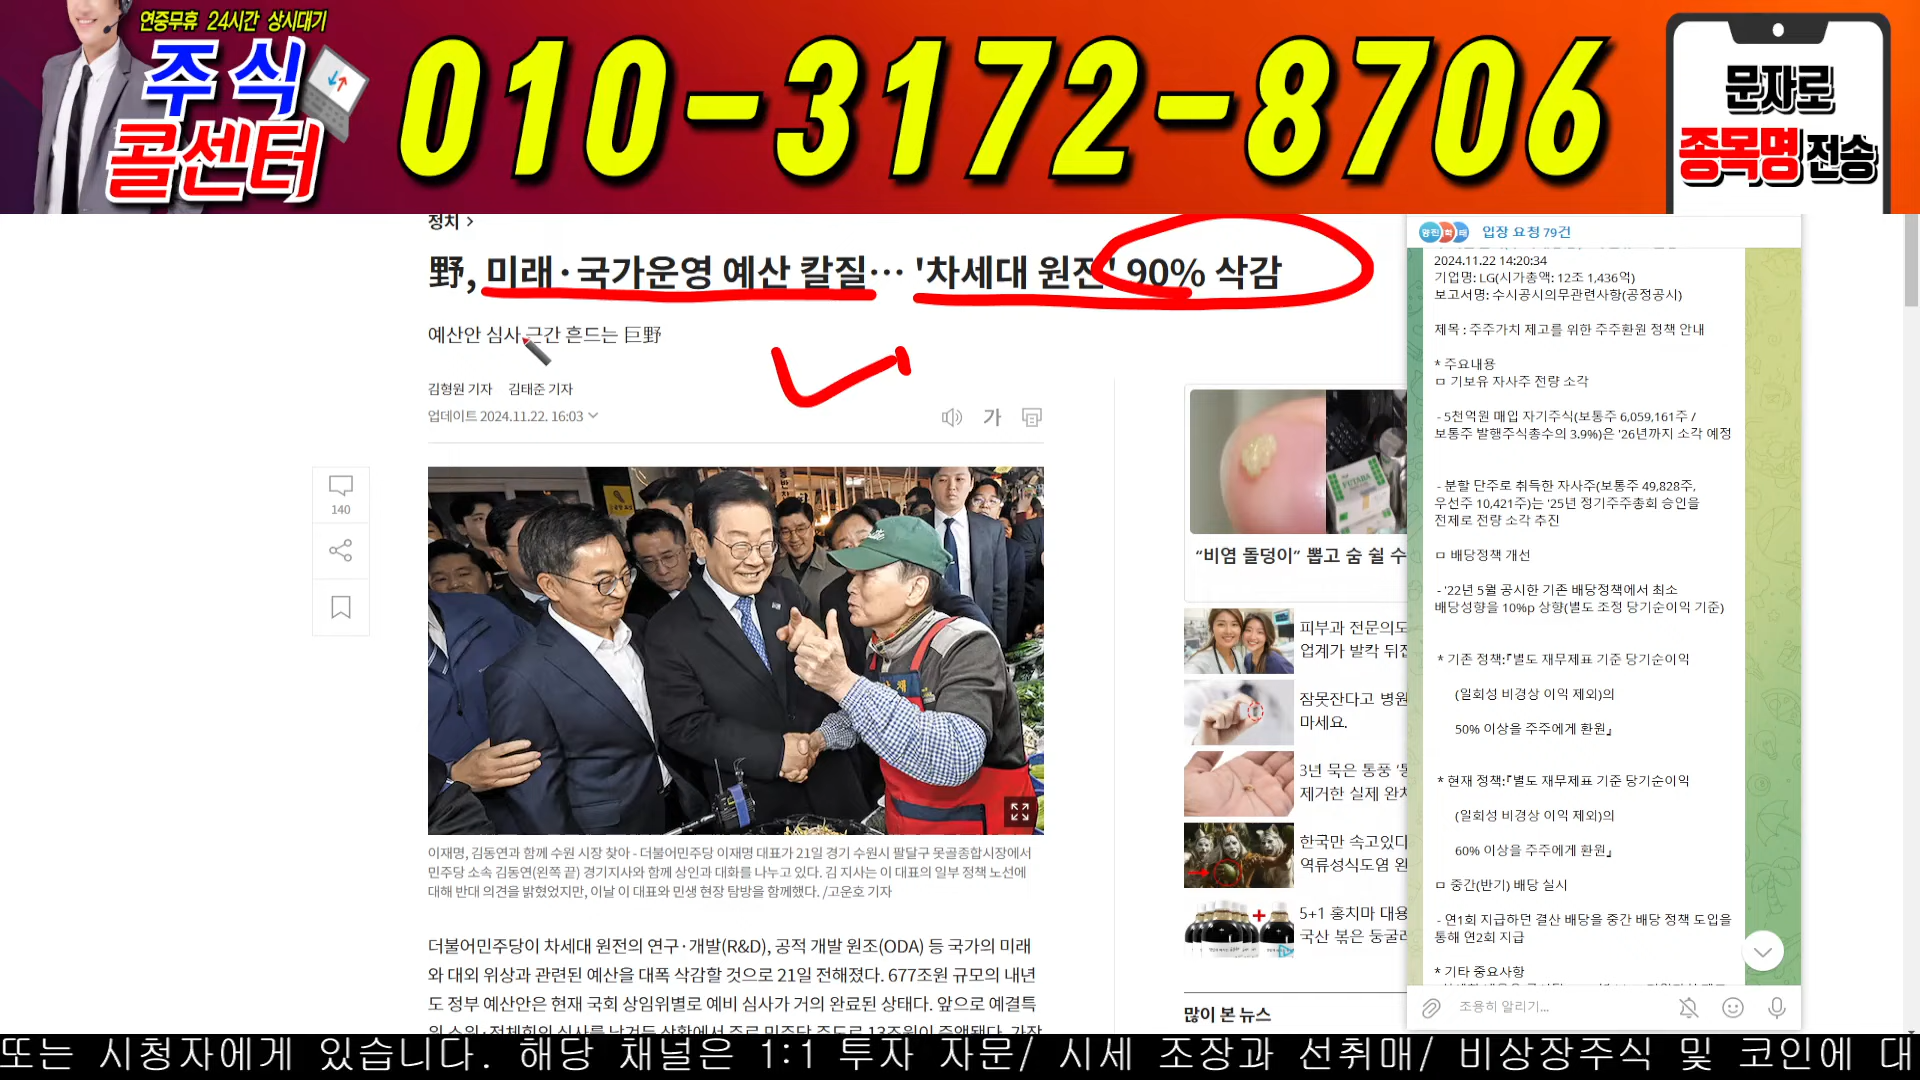 연중무휴 24시간 상시대기
주식
콜센터
010-3172-8706
문자로
종목명 전송
정치 >
野, 미래·국가운영 예산 칼질… '차세대 원전' 90% 삭감
예산안 심사 근간 흔드는 巨野
김형원 기자 김태준 기자
업데이트 2024.11.22. 16:03
가
140
이재명, 김동연과 함께 수원 시장 찾아 - 더불어민주당 이재명 대표가 21일 경기 수원시 팔달구 못골종합시장에서
민주당 소속 김동연(왼쪽 끝) 경기지사와 함께 상인과 대화를 나누고 있다. 김 지사는 이 대표의 일부 정책 노선에
대해 반대 의견을 밝혔었지만, 이날 이 대표와 민생 현장 탐방을 함께했다. /고운호 기자
더불어민주당이 차세대 원전의 연구·개발(R&D), 공적 개발 원조(ODA) 등 국가의 미래
와 대외 위상과 관련된 예산을 대폭 삭감할 것으로 21일 전해졌다. 677조원 규모의 내년
도 정부 예산안은 현재 국회 상임위별로 예비 심사가 거의 완료된 상태다. 앞으로 예결특
“비염 돌덩이” 뽑고 숨 쉴 수
피부과 전문의도
업계가 발칵 뒤집
잠못잔다고 병원
마세요.
3년 묵은 통풍
제거한 실제 완치
한국만 속고있다
역류성식도염 완
5+1 홍치마 대용
국산 볶은 둥굴레
많이 본 뉴스
입장 요청 79건
2024.11.22 14:20:34
기업명: LG(시가총액: 12조 1,436억)
보고서명: 수시공시의무관련사항(공정공시)
제목 : 주주가치 제고를 위한 주주환원 정책 안내
* 주요내용
ㅁ 기보유 자사주 전량 소각
- 5천억원 매입 자기주식(보통주 6,059,161주 /
보통주 발행주식총수의 3.9%)은 '26년까지 소각 예정
- 분할 단주로 취득한 자사주(보통주 49,828주,
우선주 10,421주)는 '25년 정기주주총회 승인을
전제로 전량 소각 추진
ㅁ 배당정책 개선
- '22년 5월 공시한 기존 배당정책에서 최소
배당성향을 10%p 상향(별도 조정 당기순이익 기준)
* 기존 정책:『별도 재무제표 기준 당기순이익
(일회성 비경상 이익 제외)의
50% 이상을 주주에게 환원』
* 현재 정책:『별도 재무제표 기준 당기순이익
(일회성 비경상 이익 제외)의
60% 이상을 주주에게 환원』
ㅁ 중간(반기) 배당 실시
- 연1회 지급하던 결산 배당을 중간 배당 정책 도입을
통해 연2회 지급
* 기타 중요사항
조용히 알리기...
또는 시청자에게 있습니다. 해당 채널은 1:1 투자 자문/ 시세 조장과 선취매/ 비상장주식 및 코인에 대